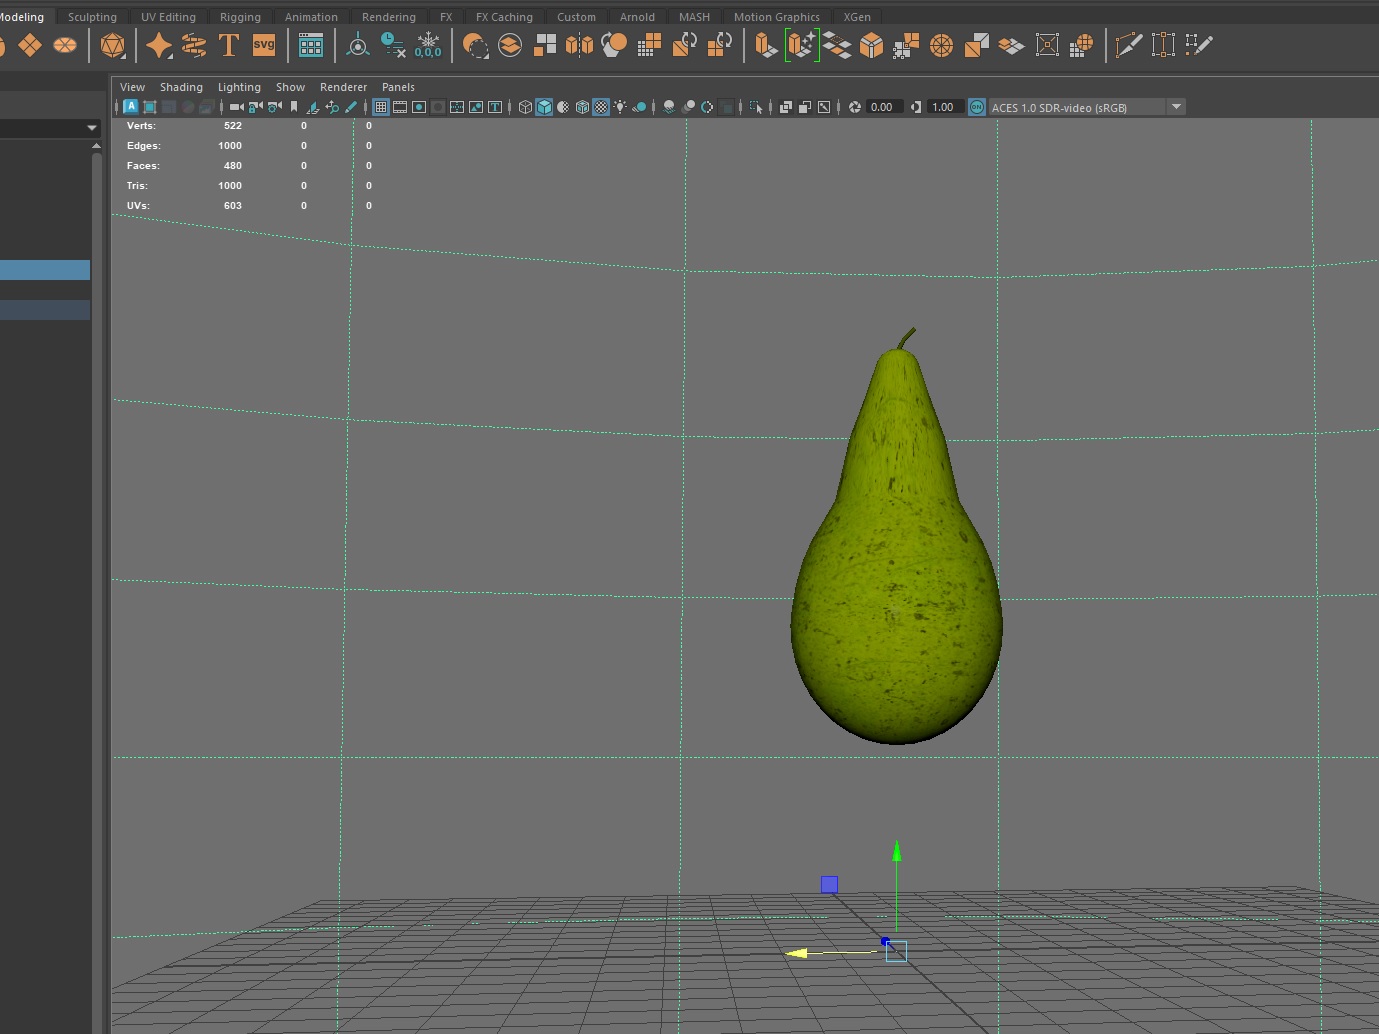 Modeling Sculpting UV Editing Rigging Animation Rendering FX FX Caching Custom Arnold MASH Motion Graphics XGen
T svg 0,0,0
View Shading Lighting Show Renderer Panels
A T 0.00 1.00 ON ACES 1.0 SDR-video (sRGB)
Verts: 522 0 0
Edges: 1000 0 0
Faces: 480 0 0
Tris: 1000 0 0
UVs: 603 0 0